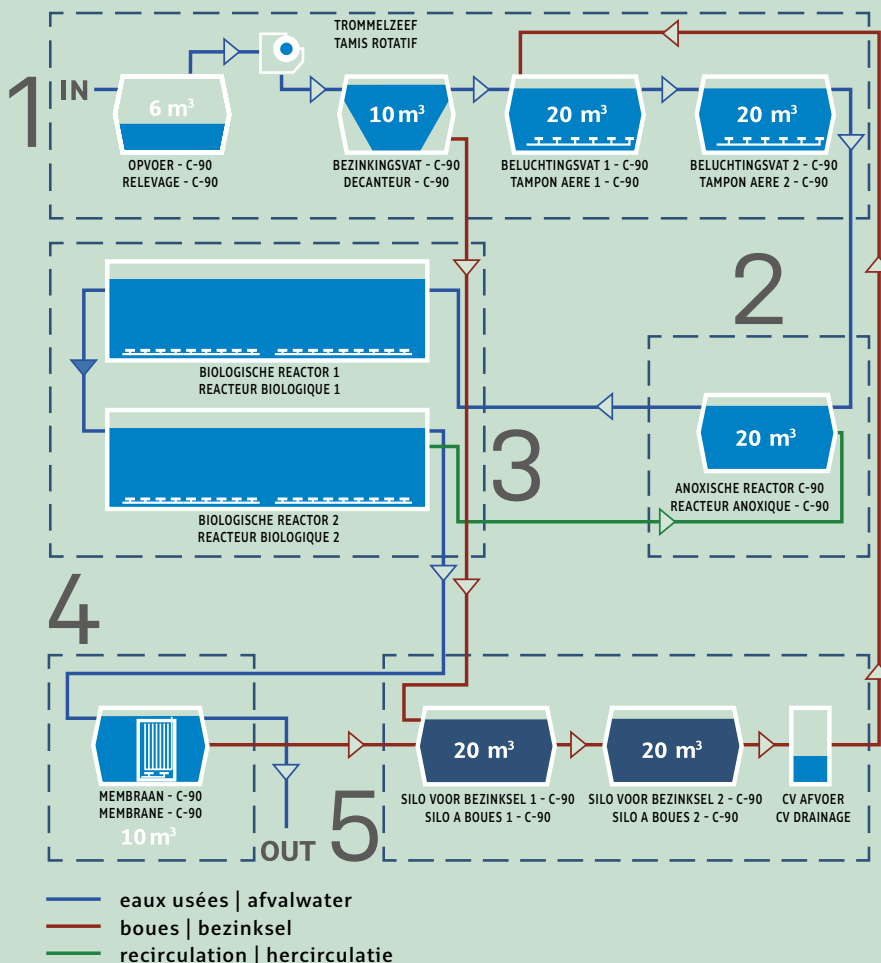 TROMMELZEEF
TAMIS ROTATIF
1
IN
6 m³
10 m³
20 m³
20 m³
OPVOER - C-90
RELEVAGE - C-90
BEZINKINGSVAT - C-90
DECANTEUR - C-90
BELUCHTINGSVAT 1 - C-90
TAMPON AERE 1 - C-90
BELUCHTINGSVAT 2 - C-90
TAMPON AERE 2 - C-90
2
20 m³
ANOXISCHE REACTOR C-90
REACTEUR ANOXIQUE - C-90
BIOLOGISCHE REACTOR 1
REACTEUR BIOLOGIQUE 1
3
BIOLOGISCHE REACTOR 2
REACTEUR BIOLOGIQUE 2
4
MEMBRAAN - C-90
MEMBRANE - C-90
10 m³
OUT
5
20 m³
20 m³
SILO VOOR BEZINKSEL 1 - C-90
SILO A BOUES 1 - C-90
SILO VOOR BEZINKSEL 2 - C-90
SILO A BOUES 2 - C-90
CV AFVOER
CV DRAINAGE
eaux usées | afvalwater
boues | bezinksel
recirculation | hercirculatie